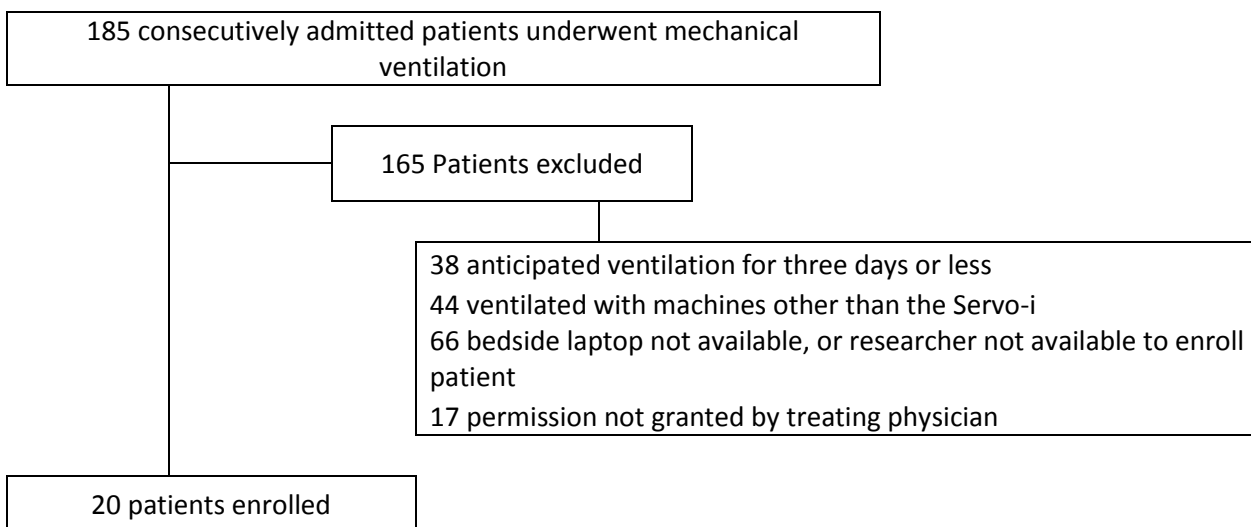 185 consecutively admitted patients underwent mechanical
ventilation
165 Patients excluded
38 anticipated ventilation for three days or less
44 ventilated with machines other than the Servo-i
66 bedside laptop not available, or researcher not available to enroll
patient
17 permission not granted by treating physician
20 patients enrolled